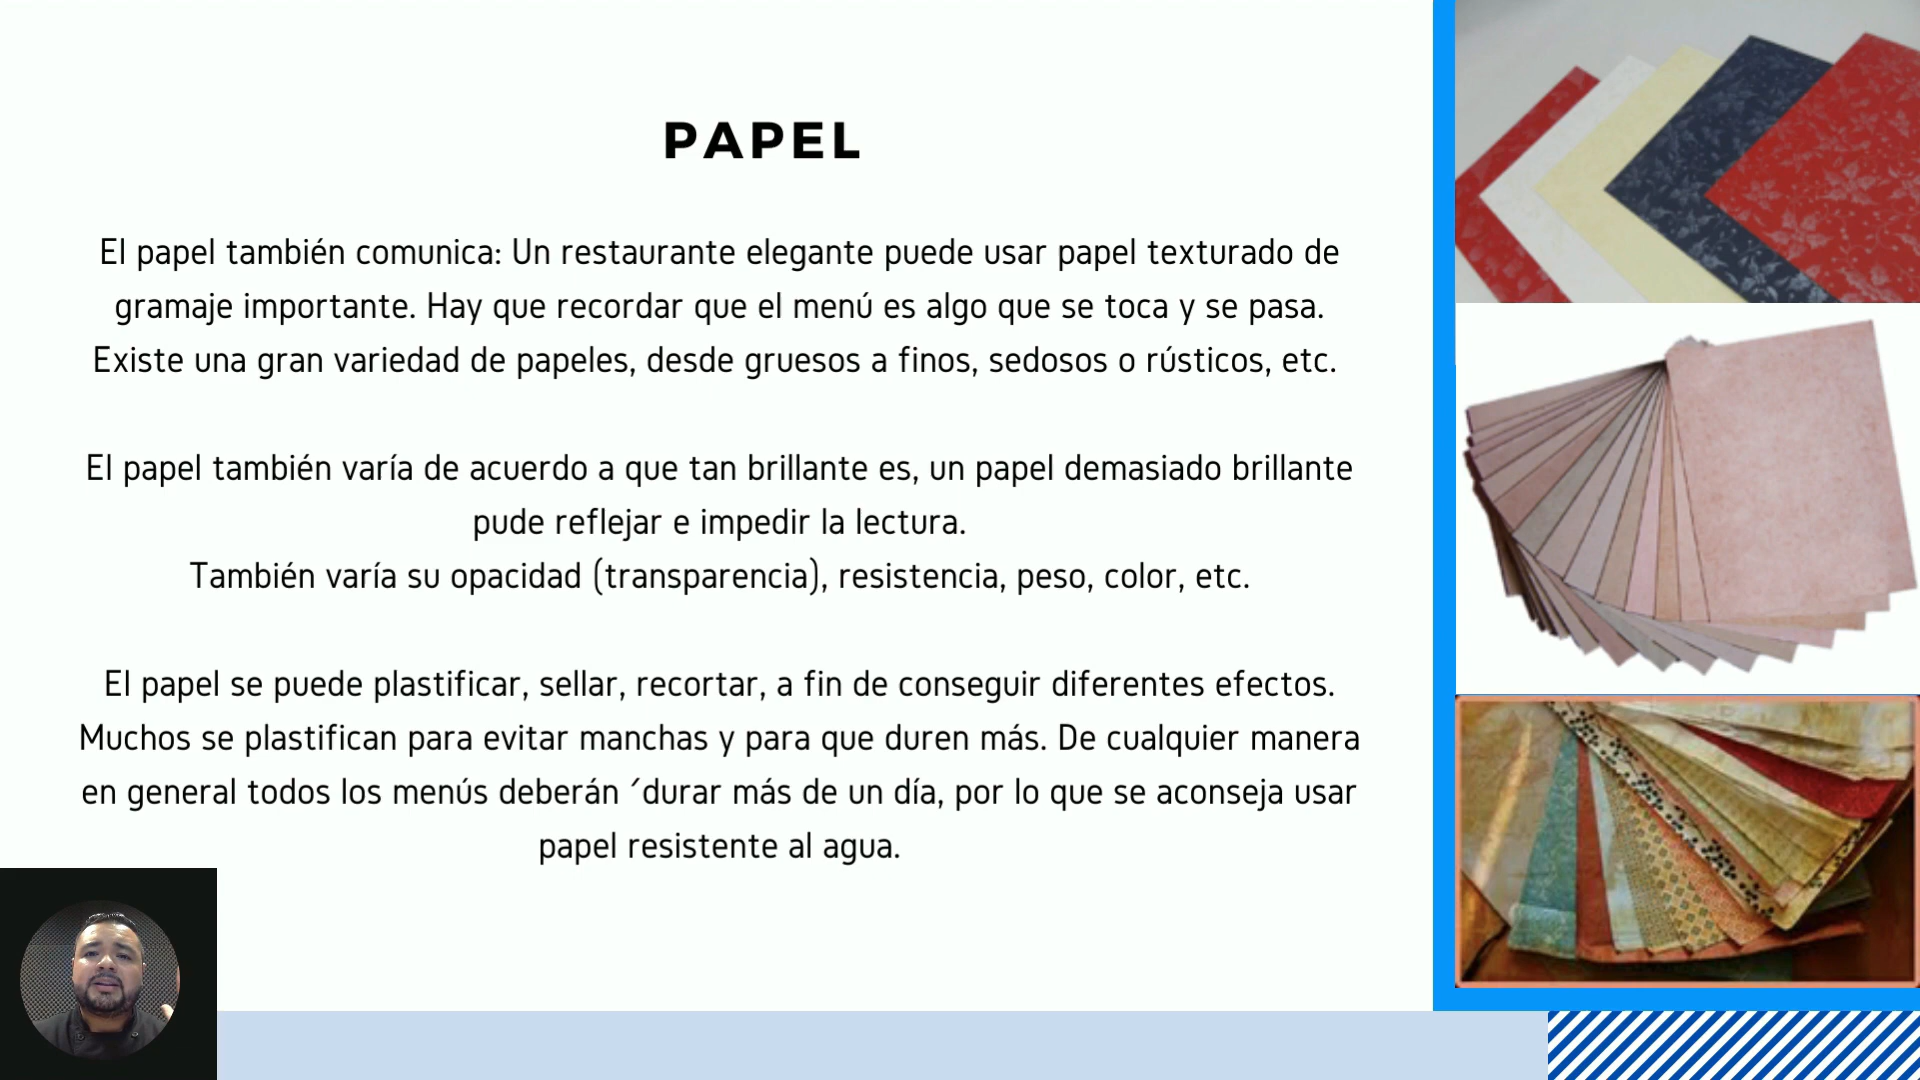 PAPEL
El papel también comunica: Un restaurante elegante puede usar papel texturado de
gramaje importante. Hay que recordar que el menú es algo que se toca y se pasa.
Existe una gran variedad de papeles, desde gruesos a finos, sedosos o rústicos, etc.
El papel también varía de acuerdo a que tan brillante es, un papel demasiado brillante
pude reflejar e impedir la lectura.
También varía su opacidad (transparencia), resistencia, peso, color, etc.
El papel se puede plastificar, sellar, recortar, a fin de conseguir diferentes efectos.
Muchos se plastifican para evitar manchas y para que duren más. De cualquier manera
en general todos los menús deberán ´durar más de un día, por lo que se aconseja usar
papel resistente al agua.